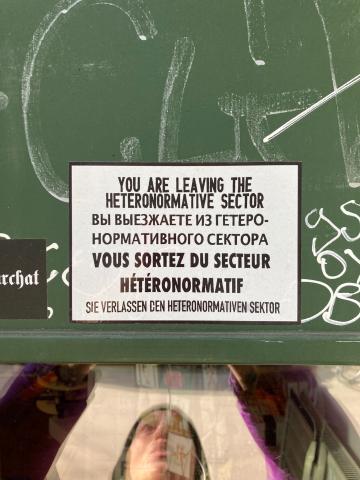 YOU ARE LEAVING THE
HETERONORMATIVE SECTOR
ВЫ ВЫЕЗЖАЕТЕ ИЗ ГЕТЕРО-
НОРМАТИВНОГО СЕКТОРА
VOUS SORTEZ DU SECTEUR
HÉTÉRONORMATIF
SIE VERLASSEN DEN HETERONORMATIVEN SEKTOR
rchat